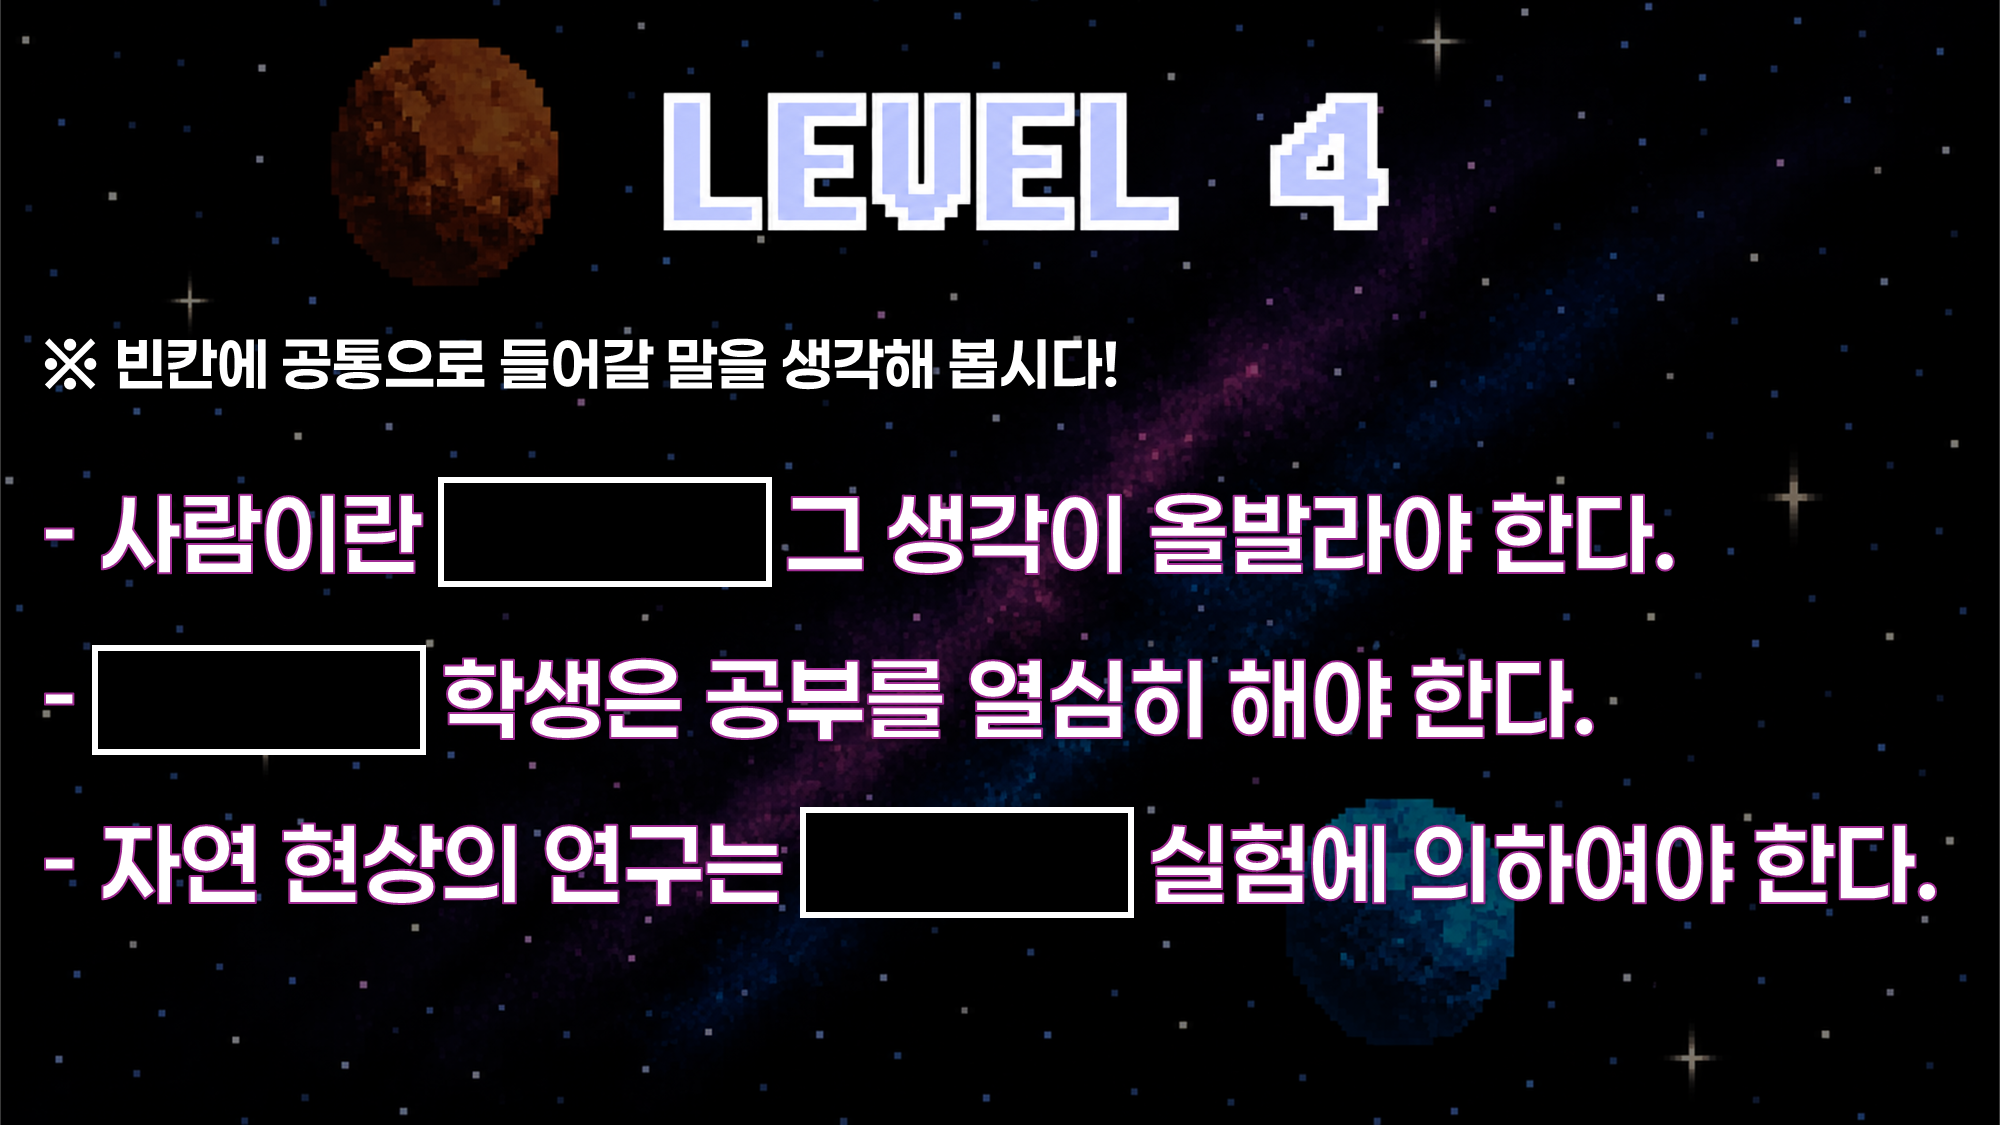 LEVEL 4
※ 빈칸에 공통으로 들어갈 말을 생각해 봅시다!
- 사람이란 그 생각이 올발라야 한다.
- 학생은 공부를 열심히 해야 한다.
- 자연 현상의 연구는 실험에 의하여야 한다.